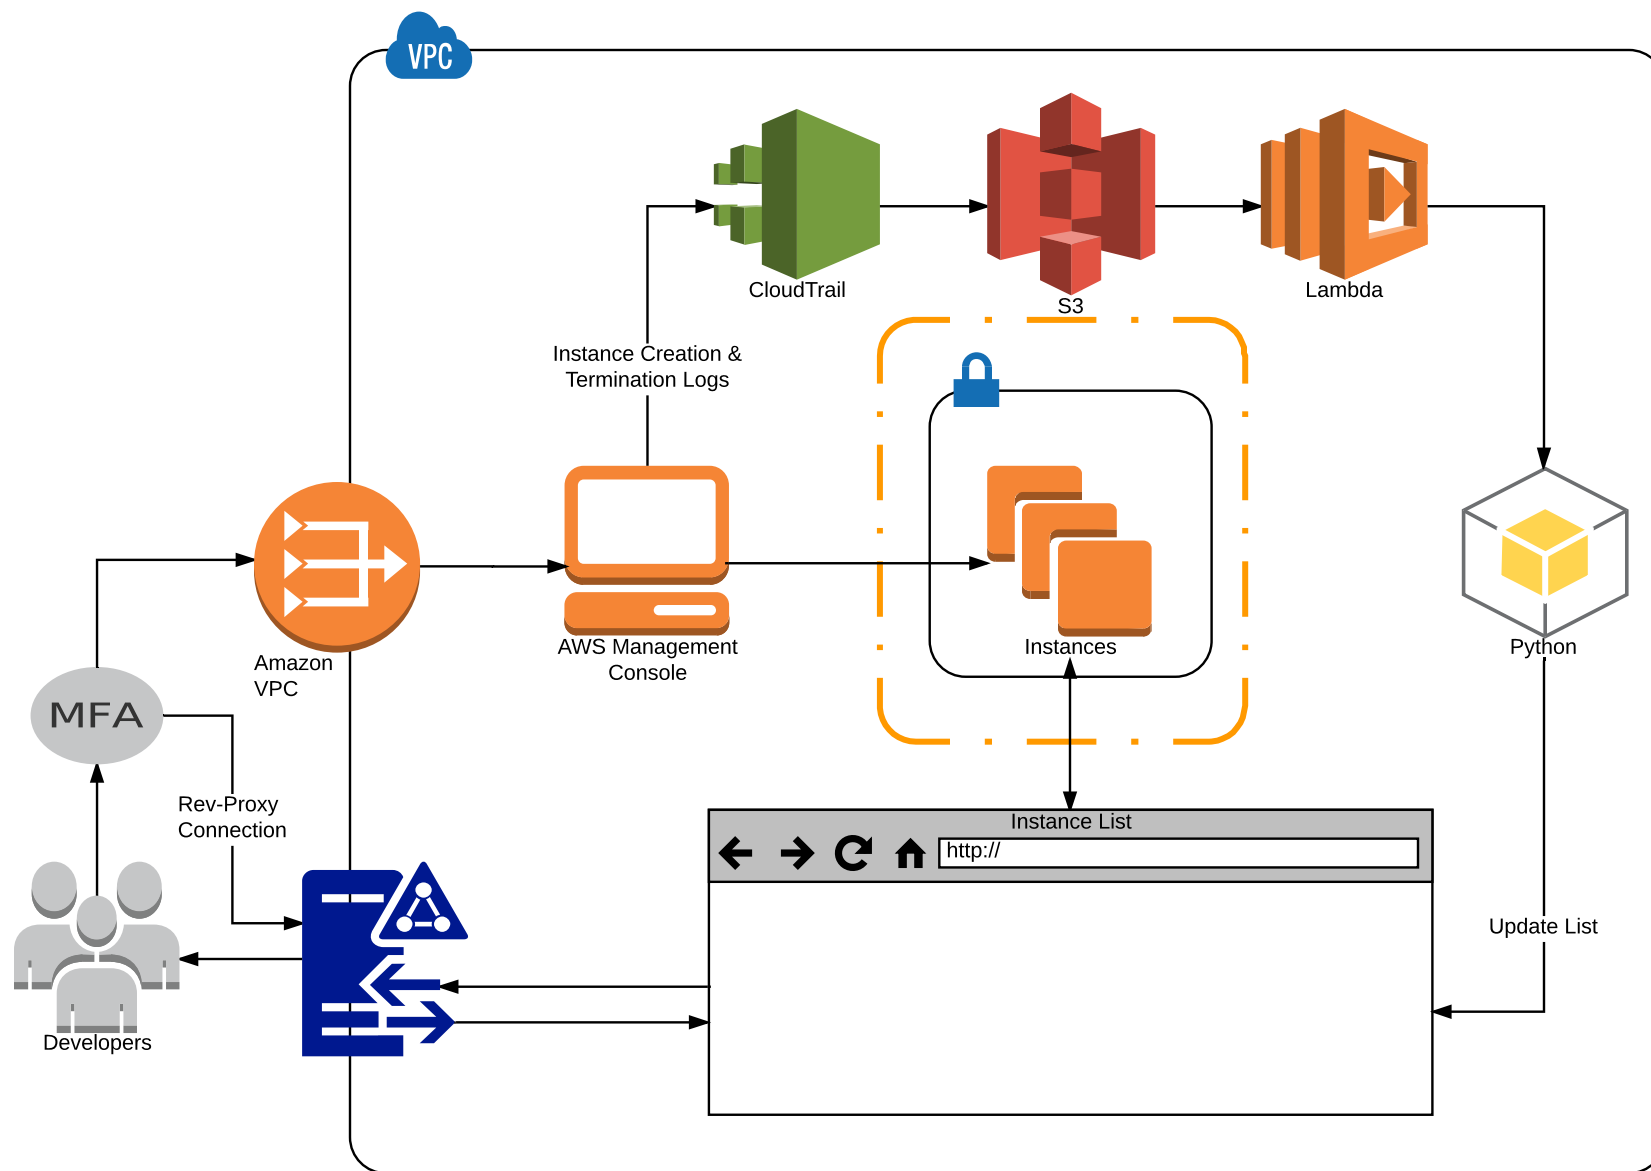 VPC
CloudTrail
S3
Lambda
Instance Creation &
Termination Logs
Amazon
VPC
AWS Management
Console
Instances
Python
MFA
Rev-Proxy
Connection
Instance List
http://
Update List
Developers